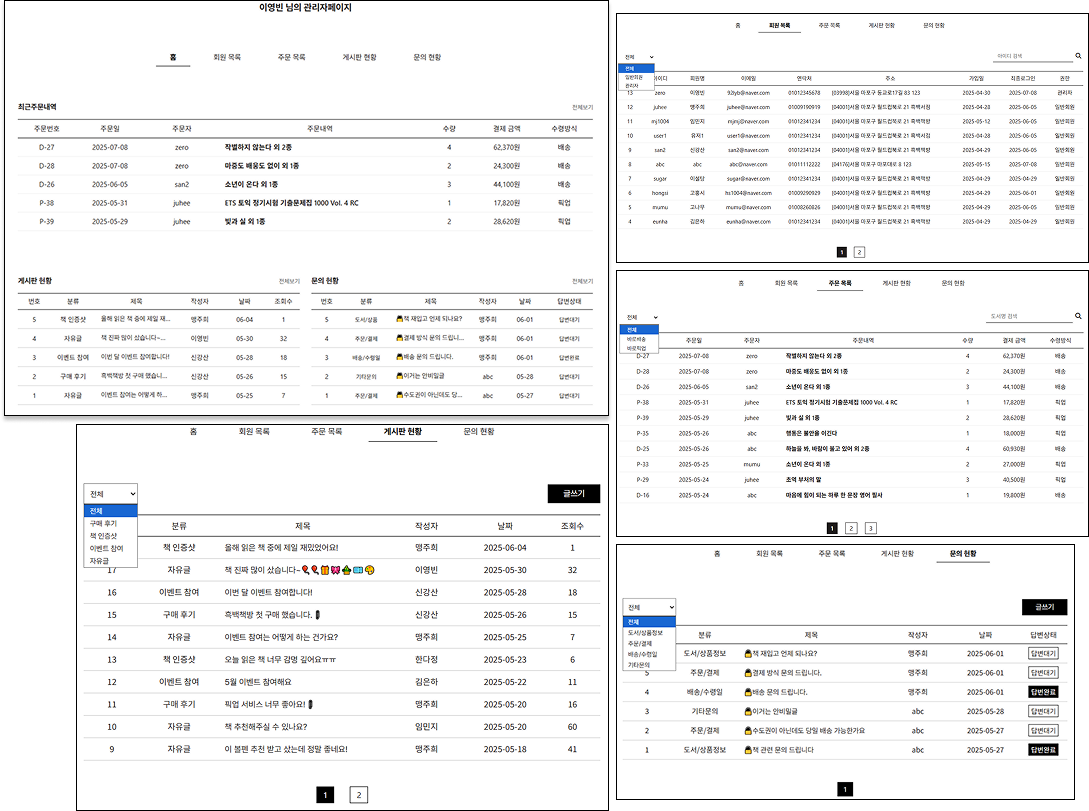 이영빈 님의 관리자페이지
홈 회원 목록 주문 목록 게시판 현황 문의 현황
최근주문내역 전체보기
주문번호 주문일 주문자 주문내역 수량 결제 금액 수령방식
D-27 2025-07-08 zero 작별하지 않는다 외 2종 4 62,370원 배송
D-28 2025-07-08 zero 마중도 배웅도 없이 외 1종 2 24,300원 배송
D-26 2025-06-05 san2 소년이 온다 외 1종 3 44,100원 배송
P-38 2025-05-31 juhee ETS 토익 정기시험 기출문제집 1000 Vol. 4 RC 1 17,820원 픽업
P-39 2025-05-29 juhee 빛과 실 외 1종 2 28,620원 픽업
게시판 현황 전체보기
번호 분류 제목 작성자 날짜 조회수
5 책 인증샷 올해 읽은 책 중에 제일 재... 맹주희 06-04 1
4 자유글 책 진짜 많이 샀습니다~... 이영빈 05-30 32
3 이벤트 참여 이번 달 이벤트 참여합니다! 신강산 05-28 18
2 구매 후기 흑백책방 첫 구매 했습니... 신강산 05-26 15
1 자유글 이벤트 참여는 어떻게 하... 맹주희 05-25 7
문의 현황 전체보기
번호 분류 제목 작성자 날짜 답변상태
5 도서/상품 책 재입고 언제 되나요? 맹주희 06-01 답변대기
4 주문/결제 결제 방식 문의 드립니... 맹주희 06-01 답변대기
3 배송/수령일 배송 문의 드립니다. 맹주희 06-01 답변완료
2 기타문의 이거는 안비밀글 abc 05-28 답변대기
1 주문/결제 수도권이 아닌데도 당... abc 05-27 답변대기
홈 회원 목록 주문 목록 게시판 현황 문의 현황
전체 아이디 검색
전체
일반회원
관리자
이디 회원명 이메일 연락처 주소 가입일 최종로그인 권한
13 zero 이영빈 92lyb@naver.com 01012345678 [03998]서울 마포구 동교로17길 83 123 2025-04-30 2025-07-08 관리자
12 juhee 맹주희 juhee@naver.com 01009190919 [04001]서울 마포구 월드컵북로 21 흑백서점 2025-04-28 2025-06-05 일반회원
11 mj1004 임민지 mjmj@naver.com 01012341234 [04001]서울 마포구 월드컵북로 21 흑백책방 2025-05-12 2025-06-05 일반회원
10 user1 유저1 user1@naver.com 01012341234 [04001]서울 마포구 월드컵북로 21 흑백서점 2025-04-28 2025-06-05 일반회원
9 san2 신강산 san2@naver.com 01012341234 [04001]서울 마포구 월드컵북로 21 흑백책방 2025-04-29 2025-06-05 일반회원
8 abc abc abc@naver.com 01011112222 [04176]서울 마포구 마포대로 8 123 2025-05-15 2025-07-08 일반회원
7 sugar 이설탕 sugar@naver.com 01012341234 [04001]서울 마포구 월드컵북로 21 흑백책방 2025-04-29 2025-06-05 일반회원
6 hongsi 고홍시 hs1004@naver.com 01009290929 [04001]서울 마포구 월드컵북로 21 흑백책방 2025-04-29 2025-06-01 일반회원
5 mumu 고나무 mumu@naver.com 01008260826 [04001]서울 마포구 월드컵북로 21 흑백책방 2025-04-29 2025-04-29 일반회원
4 eunha 김은하 eunha@naver.com 01012341234 [04001]서울 마포구 월드컵북로 21 흑백책방 2025-04-29 2025-04-29 일반회원
1 2
홈 회원 목록 주문 목록 게시판 현황 문의 현황
전체 도서명 검색
전체
바로배송
바로픽업
주문일 주문자 주문내역 수량 결제 금액 수령방식
D-27 2025-07-08 zero 작별하지 않는다 외 2종 4 62,370원 배송
D-28 2025-07-08 zero 마중도 배웅도 없이 외 1종 2 24,300원 배송
D-26 2025-06-05 san2 소년이 온다 외 1종 3 44,100원 배송
P-38 2025-05-31 juhee ETS 토익 정기시험 기출문제집 1000 Vol. 4 RC 1 17,820원 픽업
P-39 2025-05-29 juhee 빛과 실 외 1종 2 28,620원 픽업
P-35 2025-05-26 abc 행동은 불안을 이긴다 1 18,000원 픽업
D-25 2025-05-26 abc 하늘을 봐, 바람이 불고 있어 외 2종 4 60,930원 배송
P-33 2025-05-25 mumu 소년이 온다 외 1종 2 27,000원 픽업
P-29 2025-05-24 juhee 초역 부처의 말 3 40,500원 픽업
D-16 2025-05-24 abc 마음에 힘이 되는 하루 한 문장 영어 필사 1 19,800원 배송
1 2 3
홈 회원 목록 주문 목록 게시판 현황 문의 현황
전체 글쓰기
전체
구매 후기
책 인증샷
이벤트 참여
자유글
분류 제목 작성자 날짜 조회수
책 인증샷 올해 읽은 책 중에 제일 재밌었어요! 맹주희 2025-06-04 1
17 자유글 책 진짜 많이 샀습니다~ 이영빈 2025-05-30 32
16 이벤트 참여 이번 달 이벤트 참여합니다! 신강산 2025-05-28 18
15 구매 후기 흑백책방 첫 구매 했습니다. 신강산 2025-05-26 15
14 자유글 이벤트 참여는 어떻게 하는 건가요? 맹주희 2025-05-25 7
13 책 인증샷 오늘 읽은 책 너무 감명 깊어요ㅠㅠ 한다정 2025-05-23 6
12 이벤트 참여 5월 이벤트 참여해요 김은하 2025-05-22 11
11 구매 후기 픽업 서비스 너무 좋아요! 맹주희 2025-05-20 16
10 자유글 책 추천해주실 수 있나요? 임민지 2025-05-20 60
9 자유글 이 볼펜 추천 받고 샀는데 정말 좋네요! 맹주희 2025-05-18 41
1 2
홈 회원 목록 주문 목록 게시판 현황 문의 현황
전체 글쓰기
전체
도서/상품정보
주문/결제
배송/수령일
기타문의
분류 제목 작성자 날짜 답변상태
도서/상품정보 책 재입고 언제 되나요? 맹주희 2025-06-01 답변대기
5 주문/결제 결제 방식 문의 드립니다. 맹주희 2025-06-01 답변대기
4 배송/수령일 배송 문의 드립니다. 맹주희 2025-06-01 답변완료
3 기타문의 이거는 안비밀글 abc 2025-05-28 답변대기
2 주문/결제 수도권이 아닌데도 당일 배송 가능한가요 abc 2025-05-27 답변대기
1 도서/상품정보 책 관련 문의 드립니다 abc 2025-05-27 답변완료
1